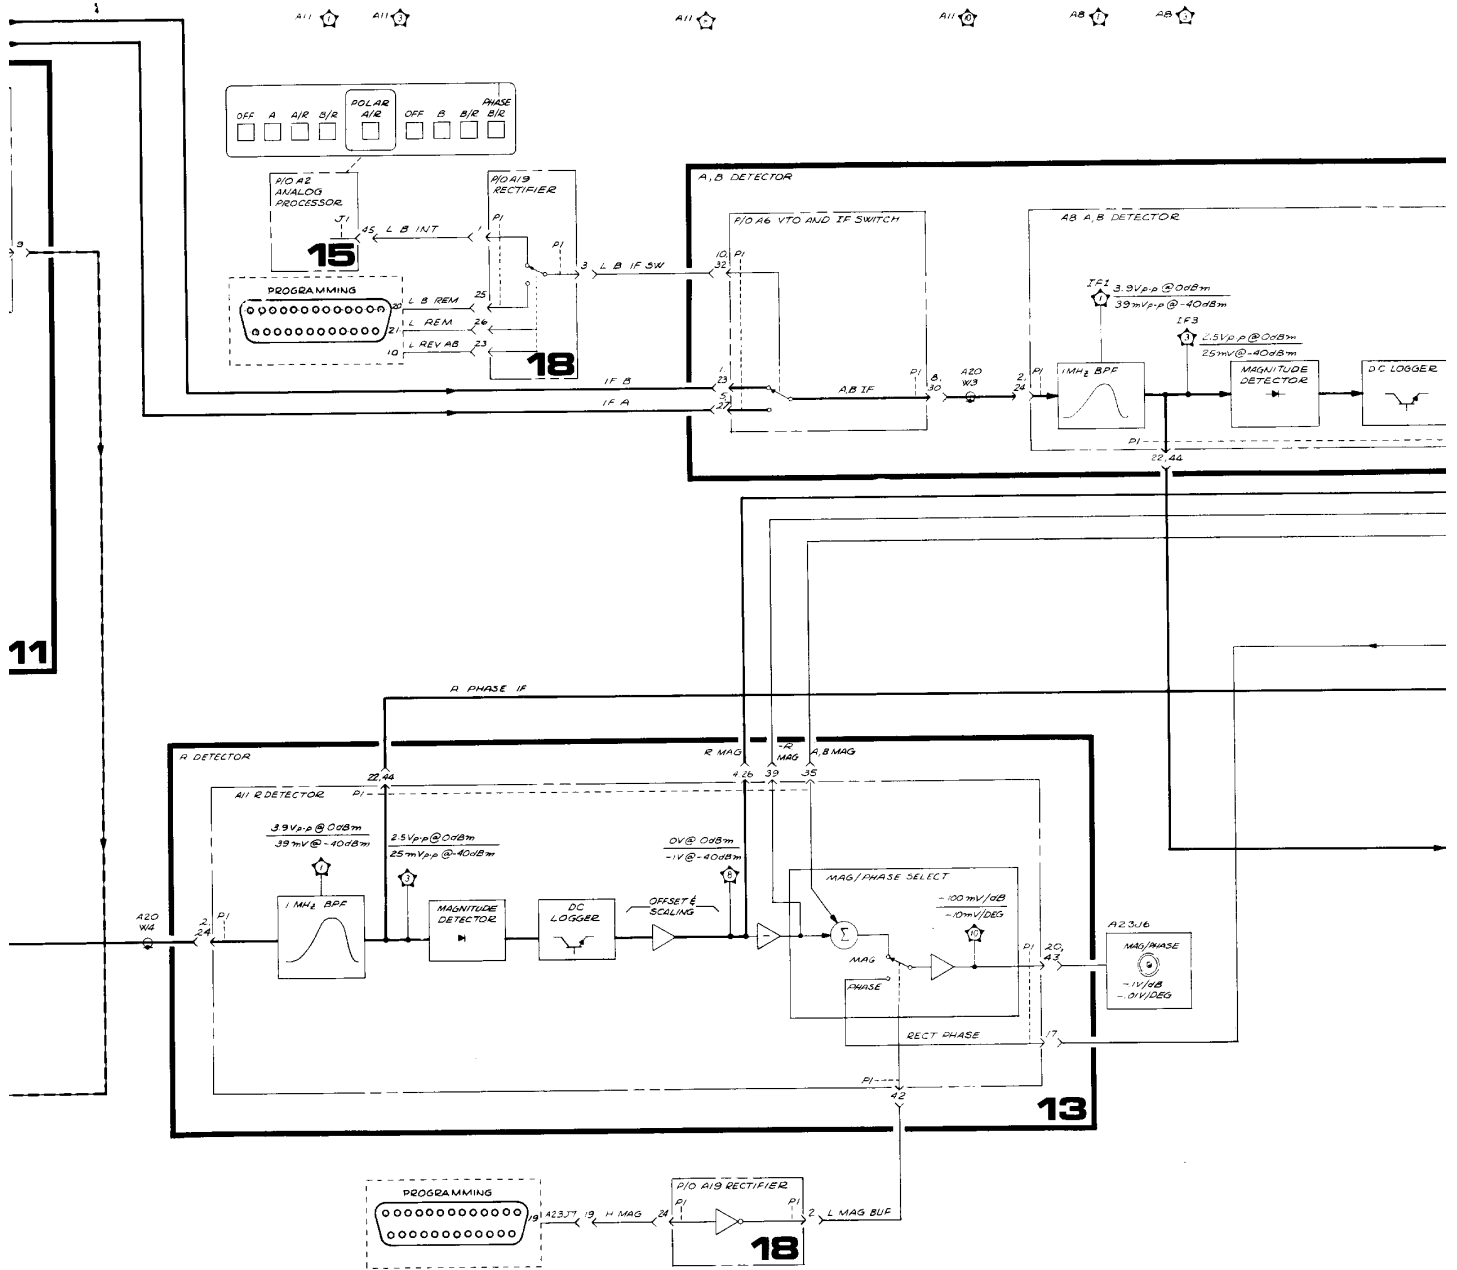 A11 1
A11 3
A11
A11 10
A8 1
A8 3
OFF A A/R B/R
POLAR
A/R
OFF B B/R
PHASE
B/R
P/O A2
ANALOG
PROCESSOR
J1
45 L B INT 1
15
P/O A19
RECTIFIER
P1
P1
3 L B IF SW
10,
32
PROGRAMMING
20 L B REM 25
21 L REM 26
10 L REV AB 23
18
9
11
A,B DETECTOR
P/O A6 VTO AND IF SWITCH
P1
IF B
1,
23
IF A
5,
27
A,B IF
P1
8,
30
A20
W3
2,
24
P1
A8 A,B DETECTOR
IF1
1
3.9Vp-p @ 0dBm
39mVp-p @ -40dBm
IF3
3
2.5Vp-p @ 0dBm
25mV @ -40dBm
1MHz BPF
MAGNITUDE
DETECTOR
DC LOGGER
P1
22,44
R PHASE IF
R DETECTOR
22,44
R MAG
-R
MAG
A,B MAG
4,26
39
35
A11 R DETECTOR
P1
3.9Vp-p @ 0dBm
39mV @ -40dBm
1
2.5Vp-p @ 0dBm
25mVp-p @ -40dBm
3
0V @ 0dBm
-1V @ -40dBm
8
MAG/PHASE SELECT
-100mV/dB
-10mV/DEG
10
A20
W4
2,
24
P1
1 MHz BPF
MAGNITUDE
DETECTOR
DC
LOGGER
OFFSET &
SCALING
-
Σ
MAG
PHASE
P1
20,
43
A23J6
MAG/PHASE
-.1V/dB
-.01V/DEG
RECT PHASE
17
P1
42
13
PROGRAMMING
19 A23J7 19 H MAG 24
P/O A19 RECTIFIER
P1
P1
2 L MAG BUF
18